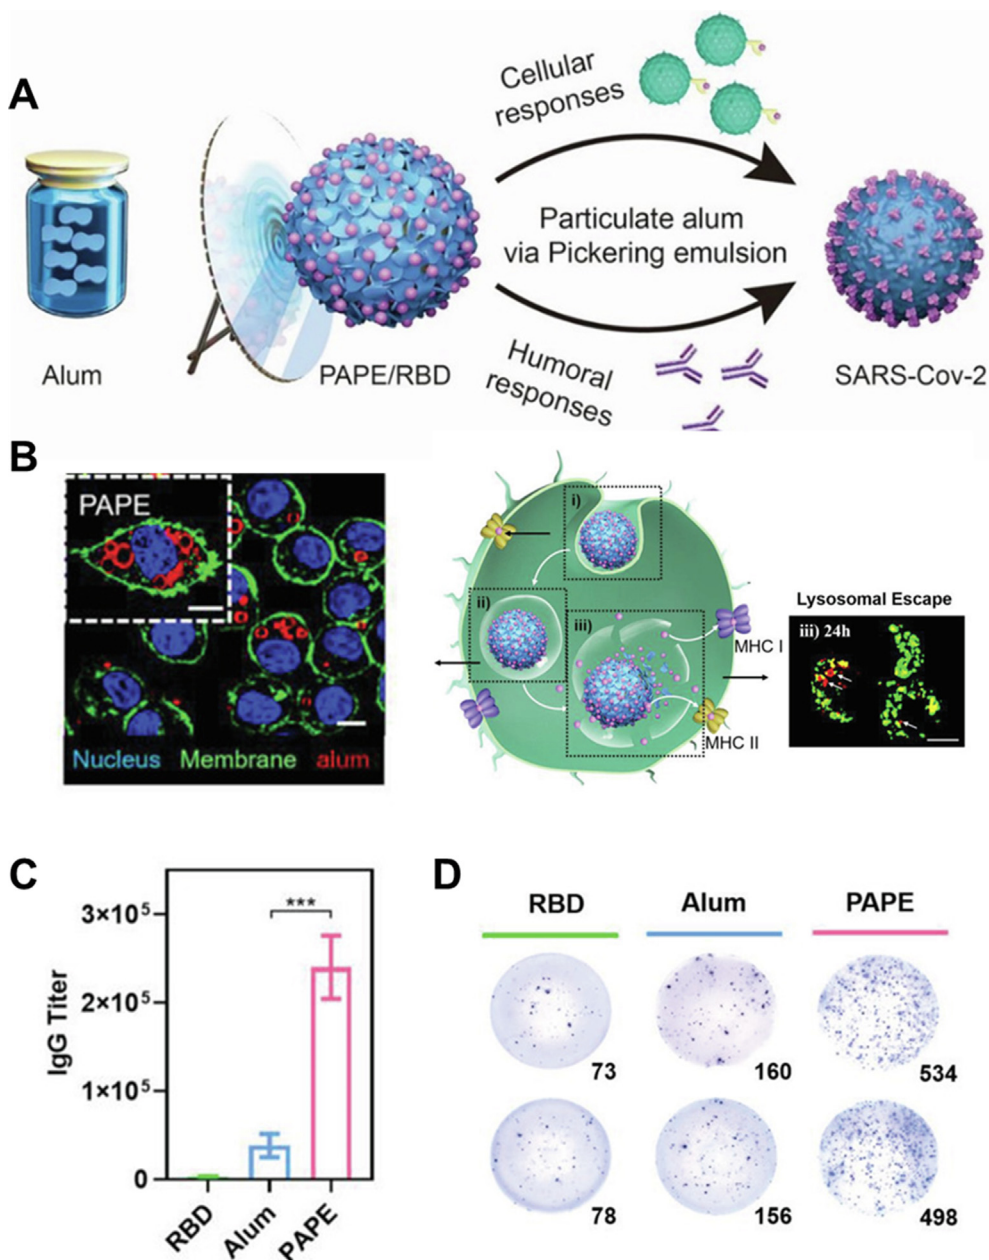 A
Cellular
responses
Particulate alum
via Pickering emulsion
Alum
PAPE/RBD
Humoral
responses
SARS-Cov-2
B
PAPE
Nucleus Membrane alum
i)
ii)
iii)
MHC I
MHC II
Lysosomal Escape
iii) 24h
C
IgG Titer
3×10⁵
2×10⁵
1×10⁵
0
***
RBD
Alum
PAPE
D
RBD Alum PAPE
73 160 534
78 156 498